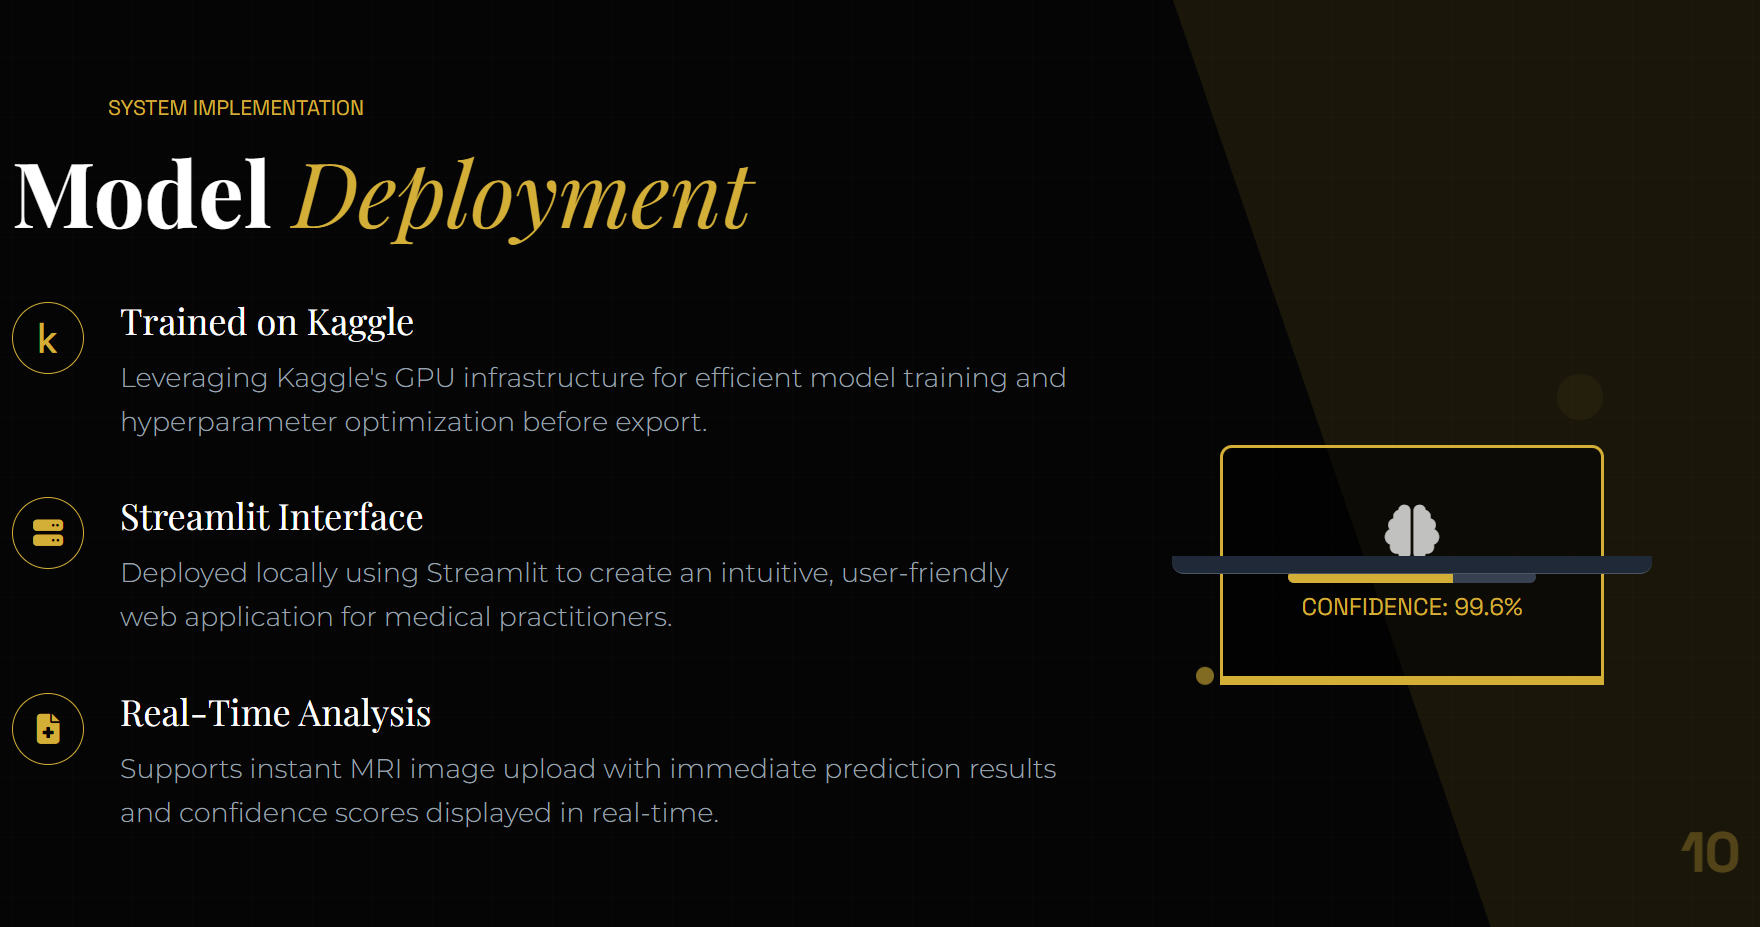 SYSTEM IMPLEMENTATION
Model Deployment
k
Trained on Kaggle
Leveraging Kaggle's GPU infrastructure for efficient model training and
hyperparameter optimization before export.
Streamlit Interface
Deployed locally using Streamlit to create an intuitive, user-friendly
web application for medical practitioners.
Real-Time Analysis
Supports instant MRI image upload with immediate prediction results
and confidence scores displayed in real-time.
CONFIDENCE: 99.6%
10